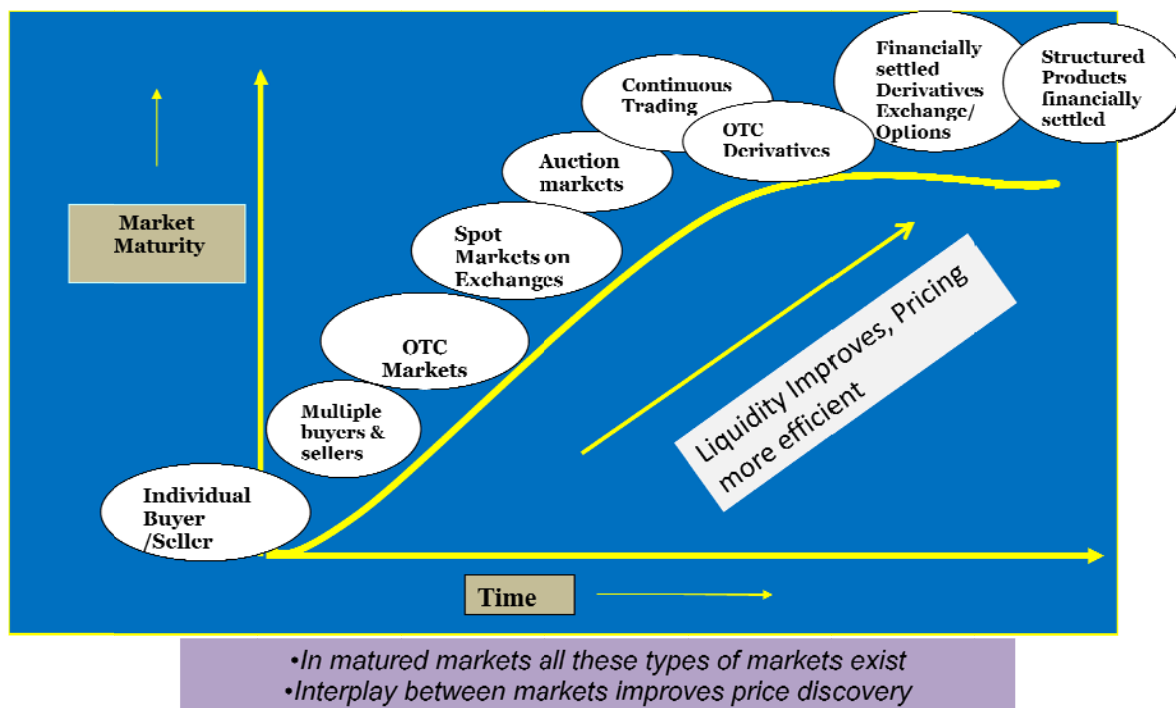 Market
Maturity
Individual
Buyer
/Seller
Multiple
buyers &
sellers
OTC
Markets
Spot
Markets on
Exchanges
Auction
markets
Continuous
Trading
OTC
Derivatives
Financially
settled
Derivatives
Exchange/
Options
Structured
Products
financially
settled
Liquidity Improves, Pricing
more efficient
Time
•In matured markets all these types of markets exist
•Interplay between markets improves price discovery